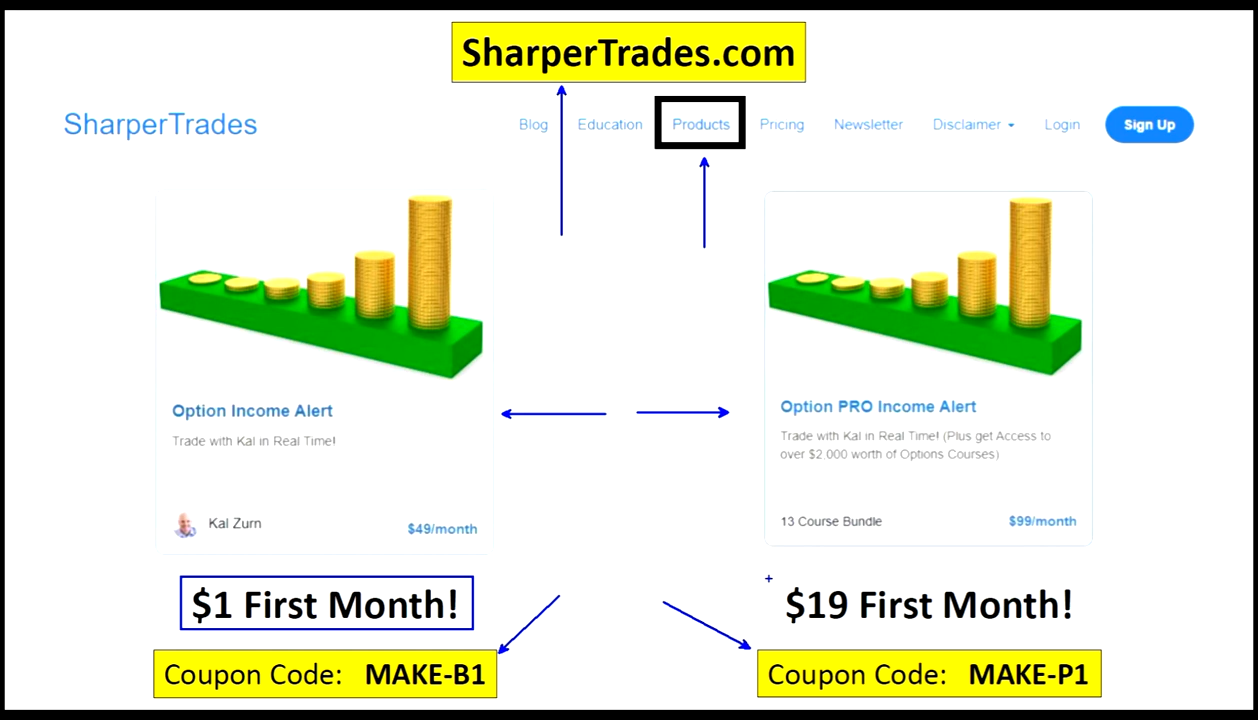 SharperTrades.com
SharperTrades
Blog Education Products Pricing Newsletter Disclaimer Login Sign Up
Option Income Alert
Trade with Kal in Real Time!
Kal Zurn
$49/month
Option PRO Income Alert
Trade with Kal in Real Time! (Plus get Access to
over $2,000 worth of Options Courses)
13 Course Bundle
$99/month
$1 First Month!
$19 First Month!
Coupon Code: MAKE-B1
Coupon Code: MAKE-P1